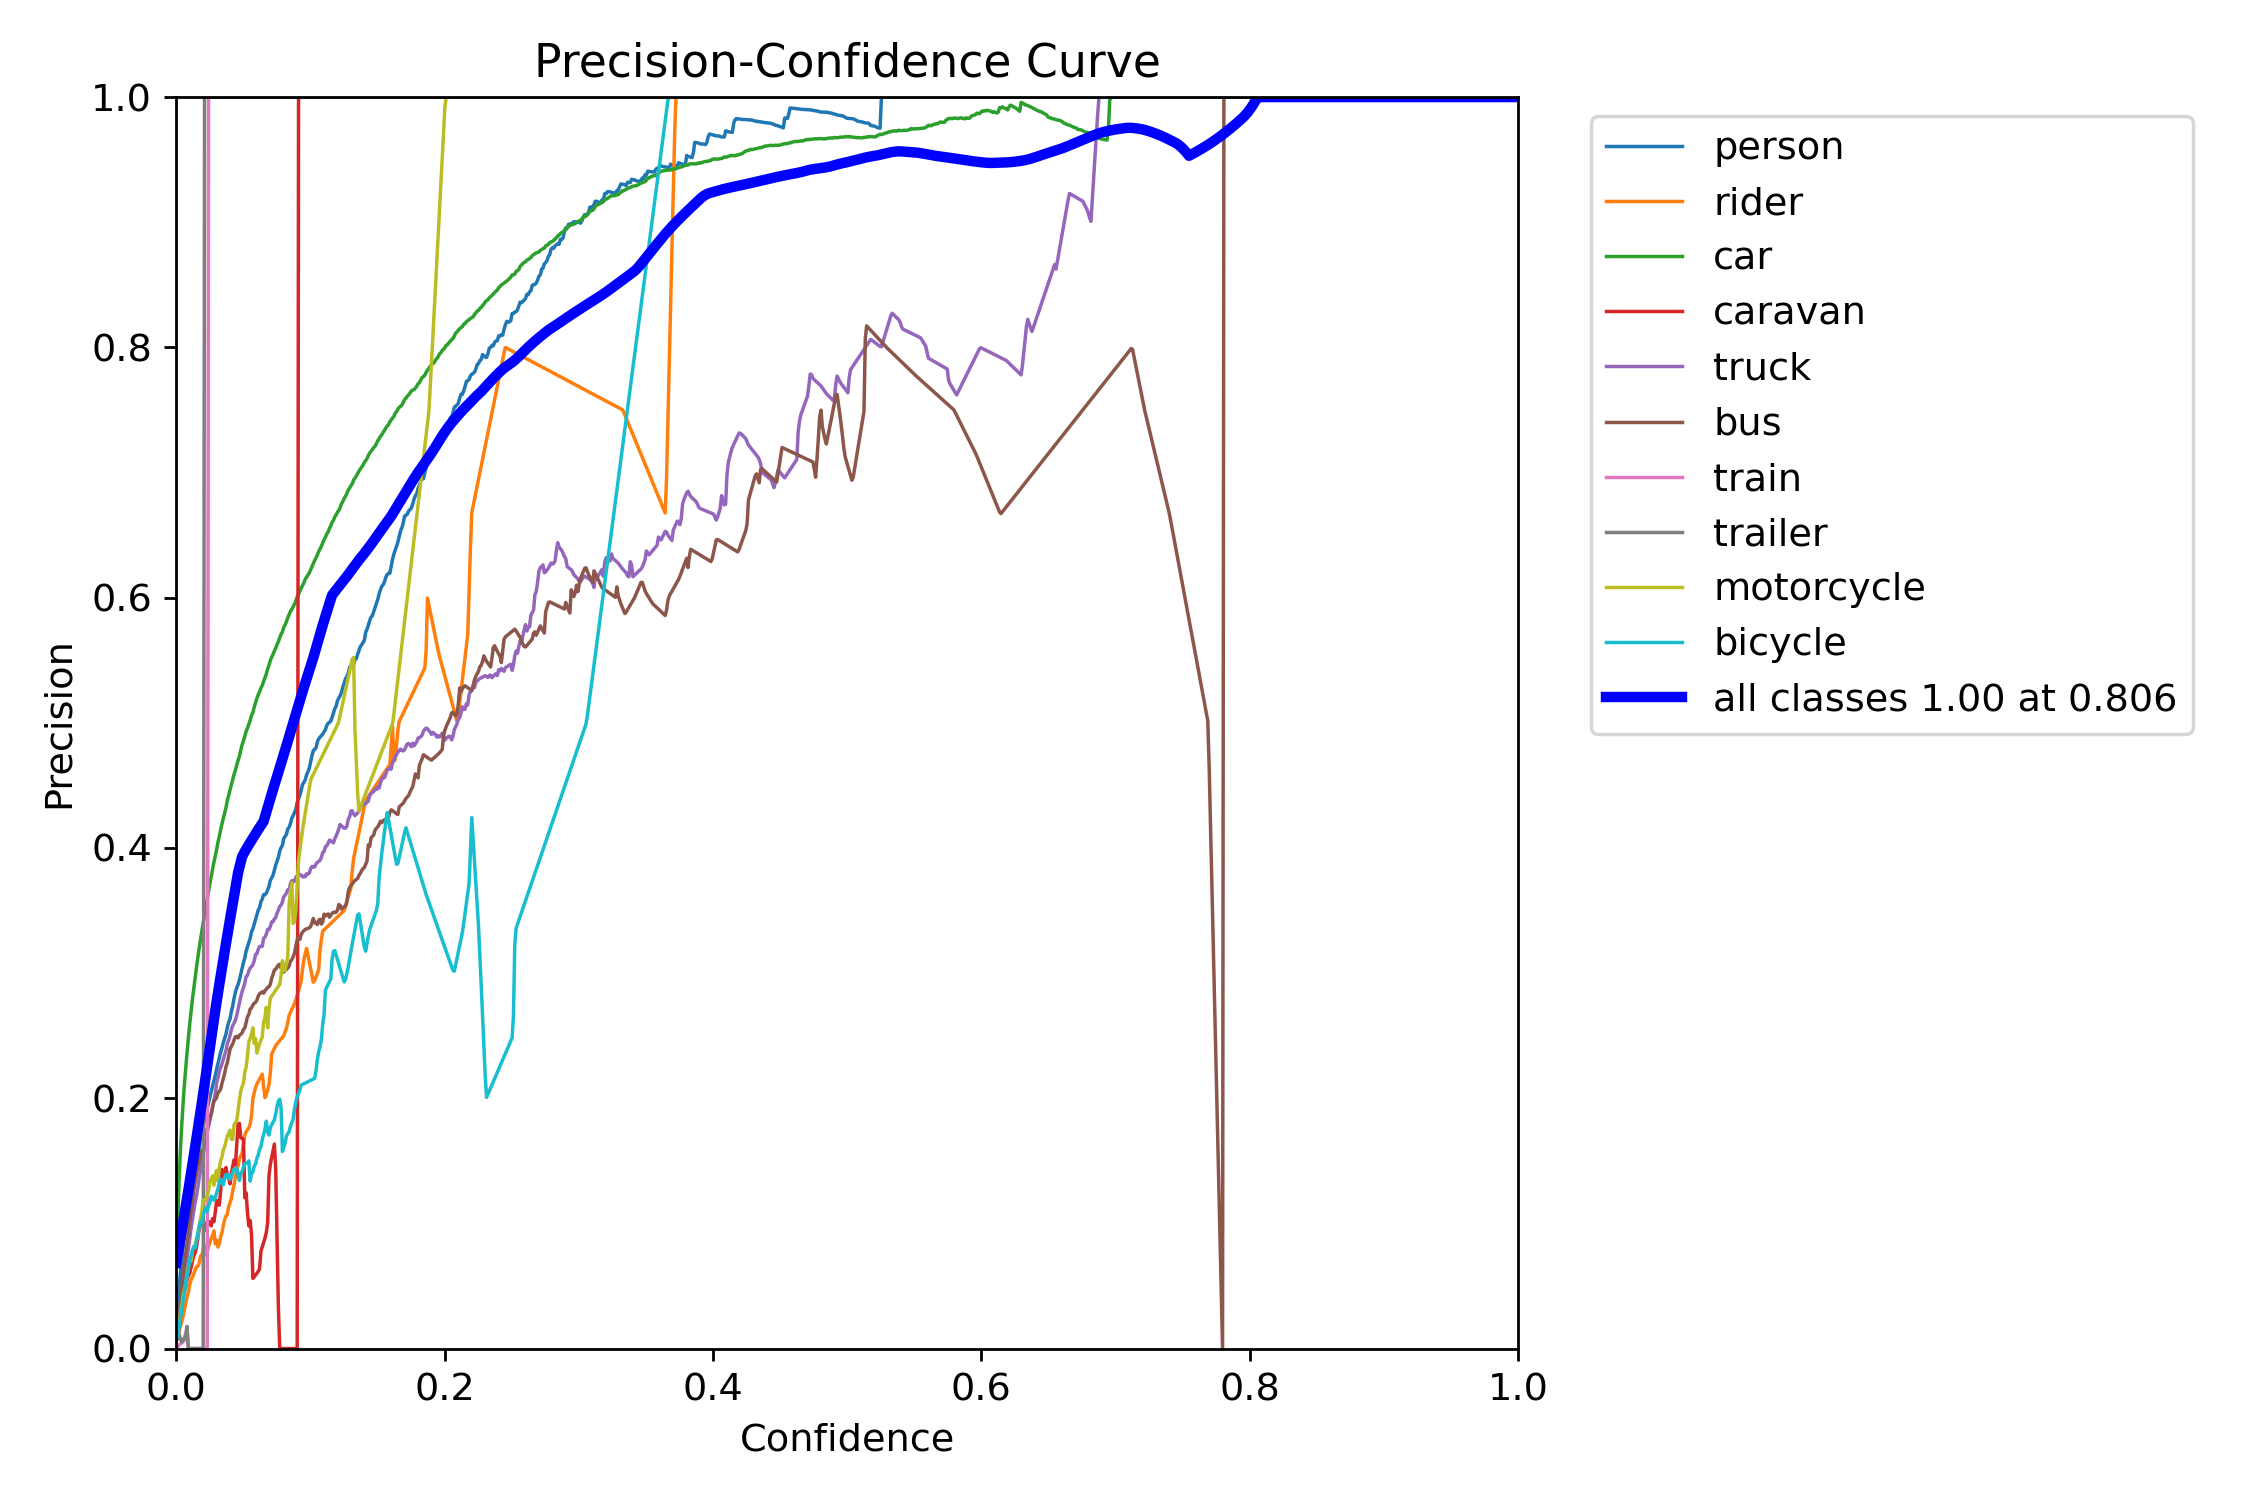 Precision-Confidence Curve
1.0
0.8
0.6
0.4
0.2
0.0
Precision
0.0 0.2 0.4 0.6 0.8 1.0
Confidence
person
rider
car
caravan
truck
bus
train
trailer
motorcycle
bicycle
all classes 1.00 at 0.806